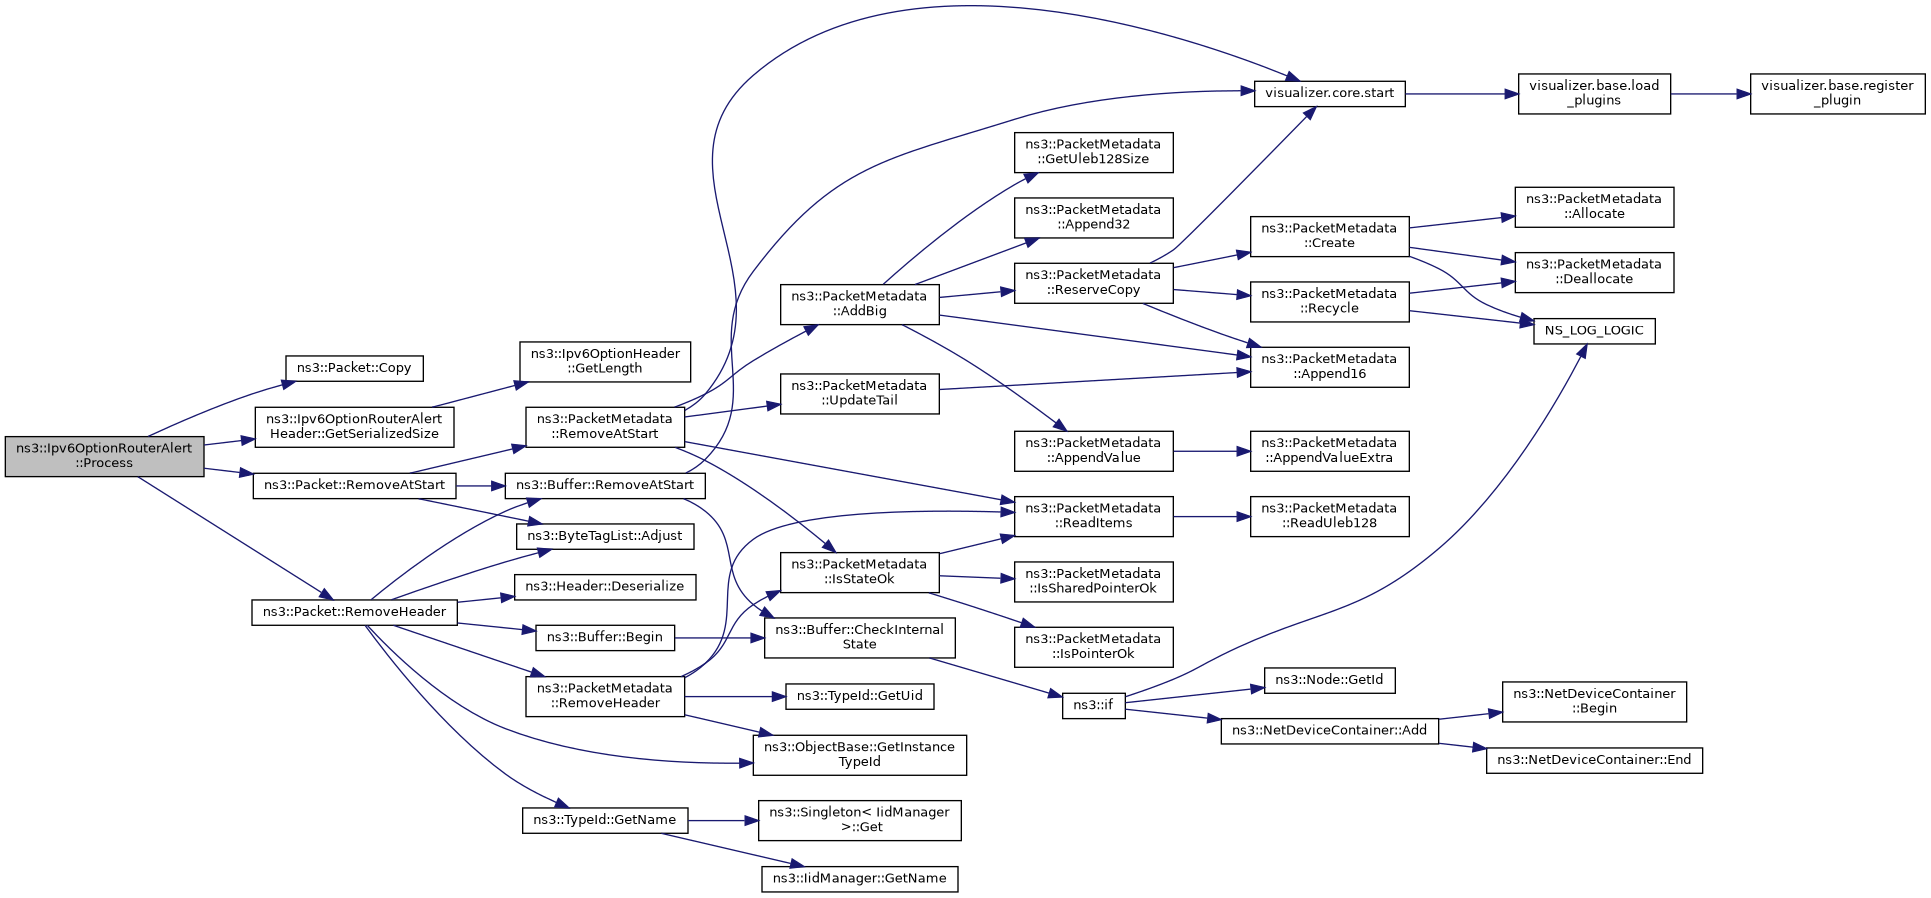 ns3::Ipv6OptionRouterAlert
::Process
ns3::Packet::Copy
ns3::Ipv6OptionRouterAlert
Header::GetSerializedSize
ns3::Ipv6OptionHeader
::GetLength
ns3::Packet::RemoveAtStart
ns3::PacketMetadata
::RemoveAtStart
ns3::Buffer::RemoveAtStart
ns3::ByteTagList::Adjust
ns3::Packet::RemoveHeader
ns3::Header::Deserialize
ns3::Buffer::Begin
ns3::PacketMetadata
::RemoveHeader
ns3::TypeId::GetName
ns3::PacketMetadata
::AddBig
ns3::PacketMetadata
::UpdateTail
ns3::PacketMetadata
::IsStateOk
ns3::Buffer::CheckInternal
State
ns3::TypeId::GetUid
ns3::ObjectBase::GetInstance
TypeId
ns3::Singleton< IidManager
>::Get
ns3::IidManager::GetName
ns3::PacketMetadata
::GetUleb128Size
ns3::PacketMetadata
::Append32
ns3::PacketMetadata
::ReserveCopy
ns3::PacketMetadata
::AppendValue
ns3::PacketMetadata
::ReadItems
ns3::PacketMetadata
::IsSharedPointerOk
ns3::PacketMetadata
::IsPointerOk
ns3::if
visualizer.core.start
ns3::PacketMetadata
::Create
ns3::PacketMetadata
::Recycle
ns3::PacketMetadata
::Append16
ns3::PacketMetadata
::AppendValueExtra
ns3::PacketMetadata
::ReadUleb128
ns3::Node::GetId
ns3::NetDeviceContainer::Add
visualizer.base.load
_plugins
visualizer.base.register
_plugin
ns3::PacketMetadata
::Allocate
ns3::PacketMetadata
::Deallocate
NS_LOG_LOGIC
ns3::NetDeviceContainer
::Begin
ns3::NetDeviceContainer::End